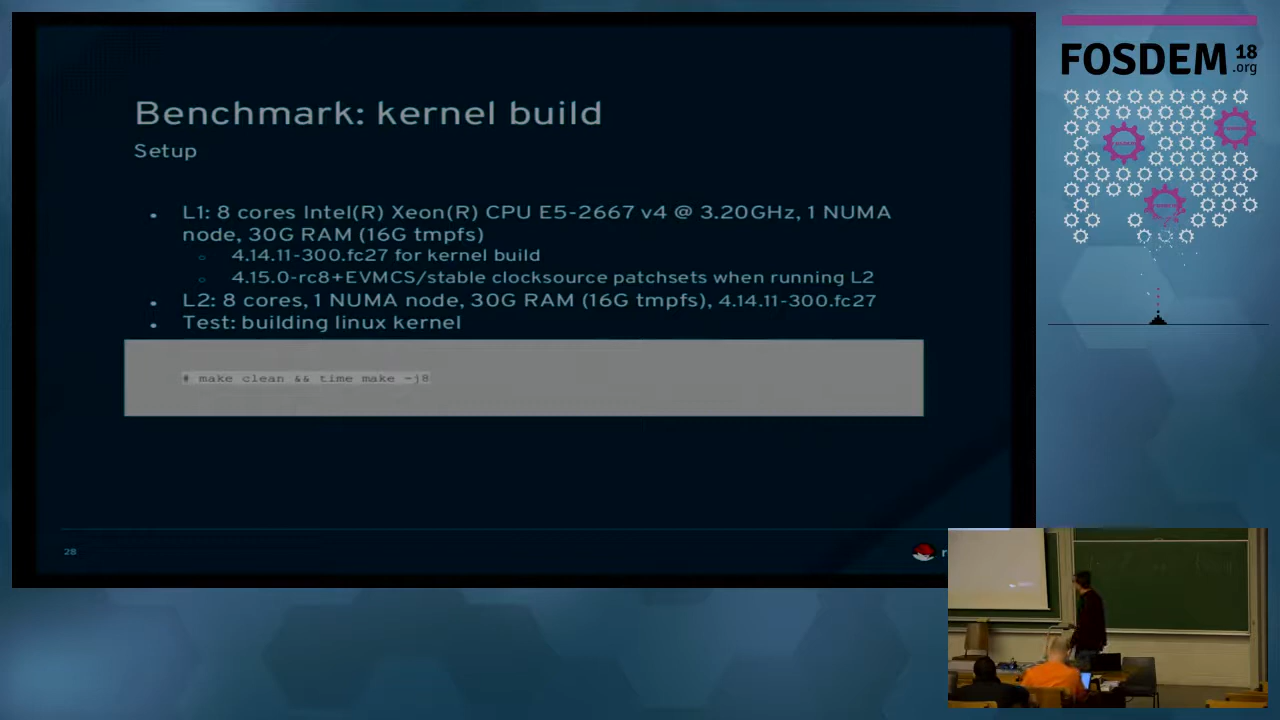 Benchmark: kernel build
Setup
• L1: 8 cores Intel(R) Xeon(R) CPU E5-2667 v4 @ 3.20GHz, 1 NUMA
node, 30G RAM (16G tmpfs)
○ 4.14.11-300.fc27 for kernel build
○ 4.15.0-rc8+EVMCS/stable clocksource patchsets when running L2
• L2: 8 cores, 1 NUMA node, 30G RAM (16G tmpfs), 4.14.11-300.fc27
• Test: building linux kernel
# make clean && time make -j8
28
r
FOSDEM 18
.org